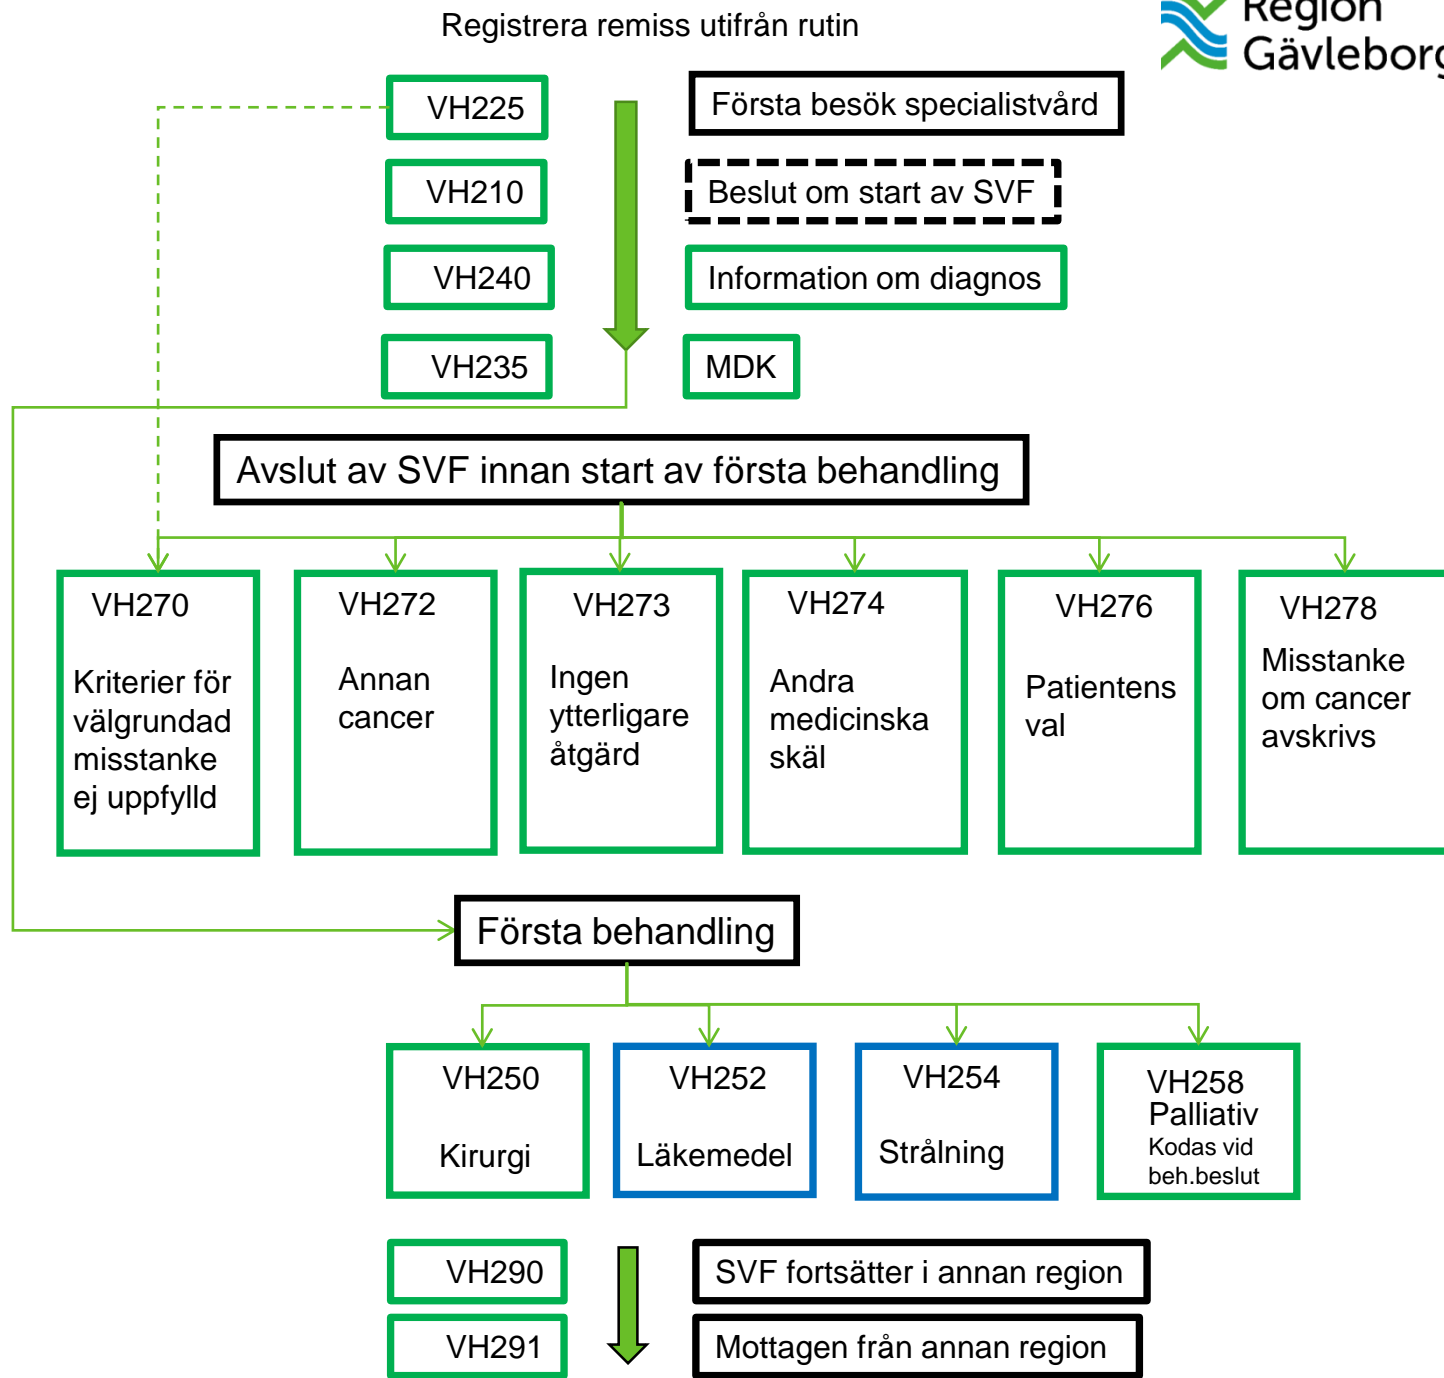 Registrera remiss utifrån rutin
Region
Gävleborg
VH225
Första besök specialistvård
VH210
Beslut om start av SVF
VH240
Information om diagnos
VH235
MDK
Avslut av SVF innan start av första behandling
VH270
Kriterier för
välgrundad
misstanke
ej uppfylld
VH272
Annan
cancer
VH273
Ingen
ytterligare
åtgärd
VH274
Andra
medicinska
skäl
VH276
Patientens
val
VH278
Misstanke
om cancer
avskrivs
Första behandling
VH250
Kirurgi
VH252
Läkemedel
VH254
Strålning
VH258
Palliativ
Kodas vid
beh.beslut
VH290
SVF fortsätter i annan region
VH291
Mottagen från annan region